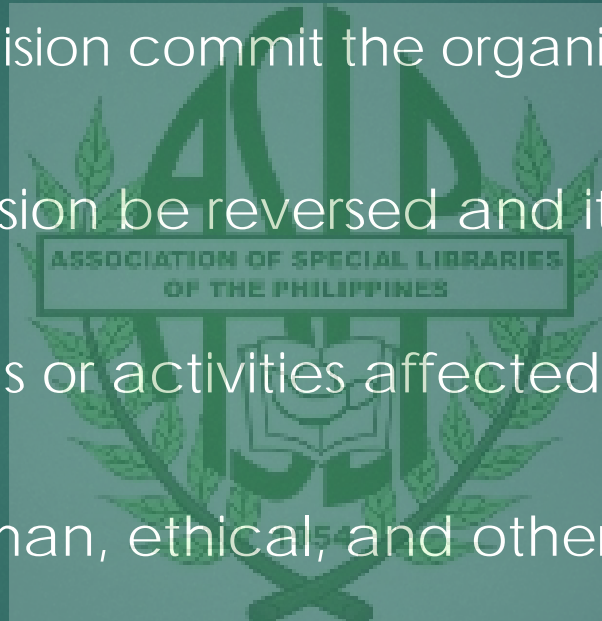 ision commit the organi
sion be reversed and it
ASSOCIATION OF SPECIAL LIBRARIES
OF THE PHILIPPINES
s or activities affected
nan, ethical, and other